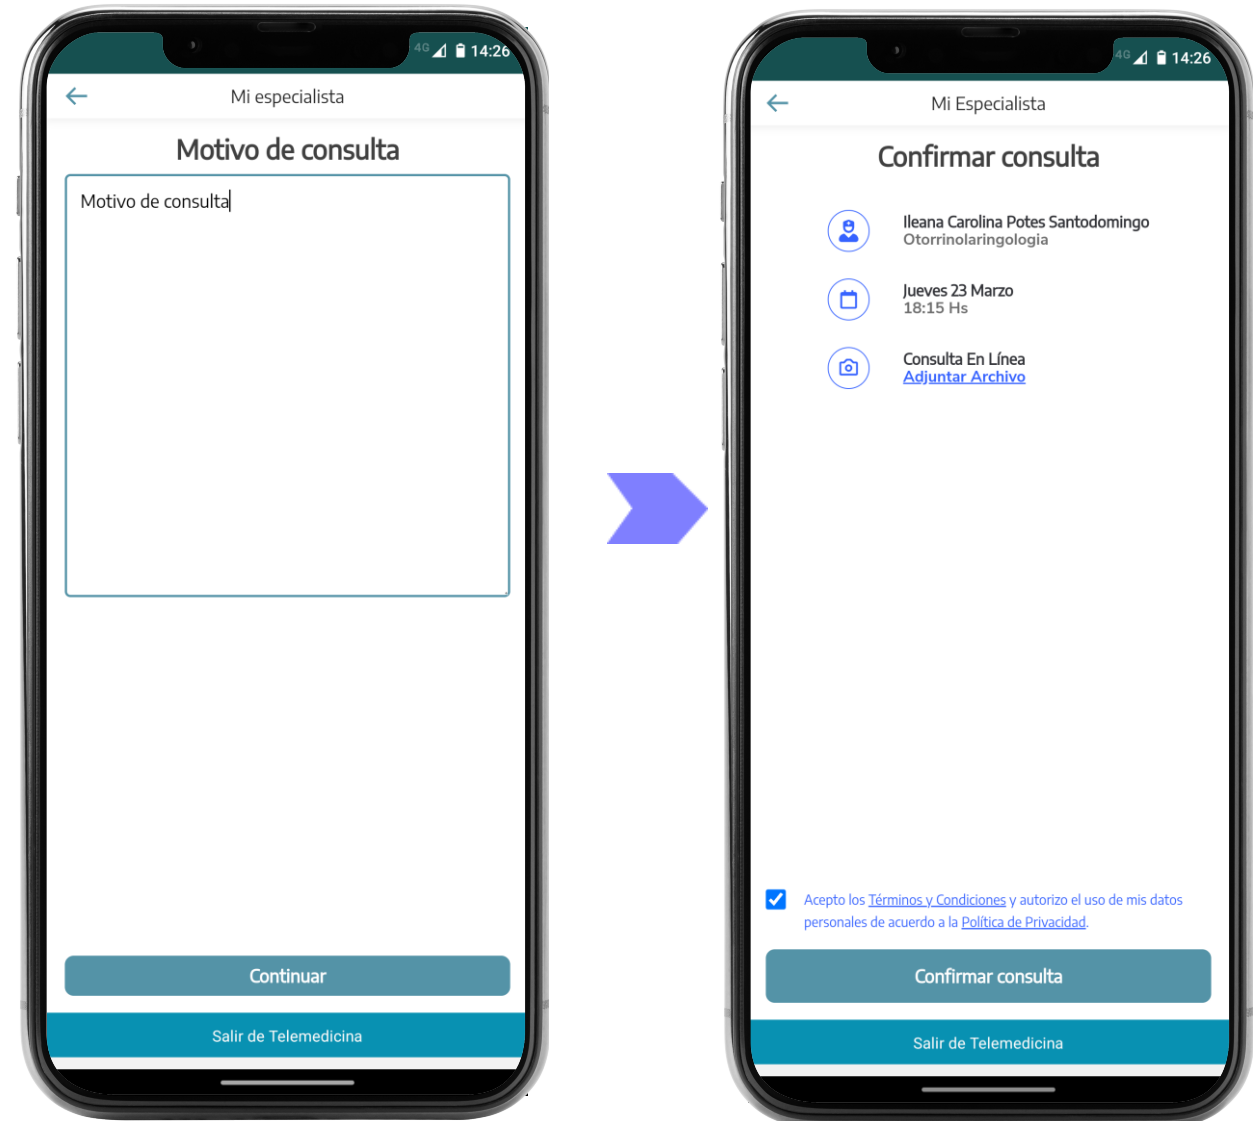 4G 14:26
Mi especialista
Motivo de consulta
Motivo de consulta
Continuar
Salir de Telemedicina
4G 14:26
Mi Especialista
Confirmar consulta
Ileana Carolina Potes Santodomingo
Otorrinolaringologia
Jueves 23 Marzo
18:15 Hs
Consulta En Línea
Adjuntar Archivo
Acepto los Términos y Condiciones y autorizo el uso de mis datos
personales de acuerdo a la Política de Privacidad.
Confirmar consulta
Salir de Telemedicina